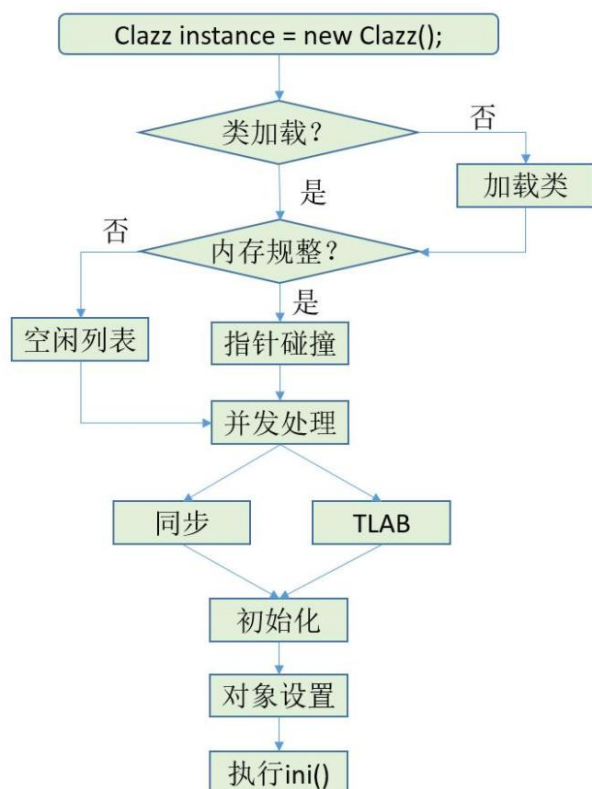 Clazz instance = new Clazz();
类加载？
否
加载类
是
否
内存规整？
是
空闲列表
指针碰撞
并发处理
同步
TLAB
初始化
对象设置
执行ini()